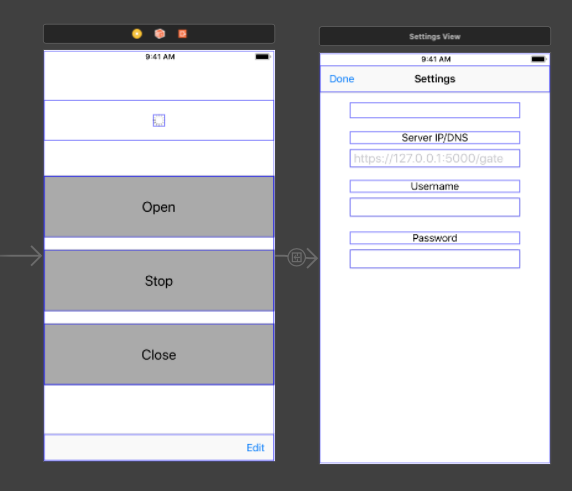 Settings View
9:41 AM
9:41 AM
Done
Settings
Server IP/DNS
https://127.0.0.1:5000/gate
Username
Password
Open
Stop
Close
Edit